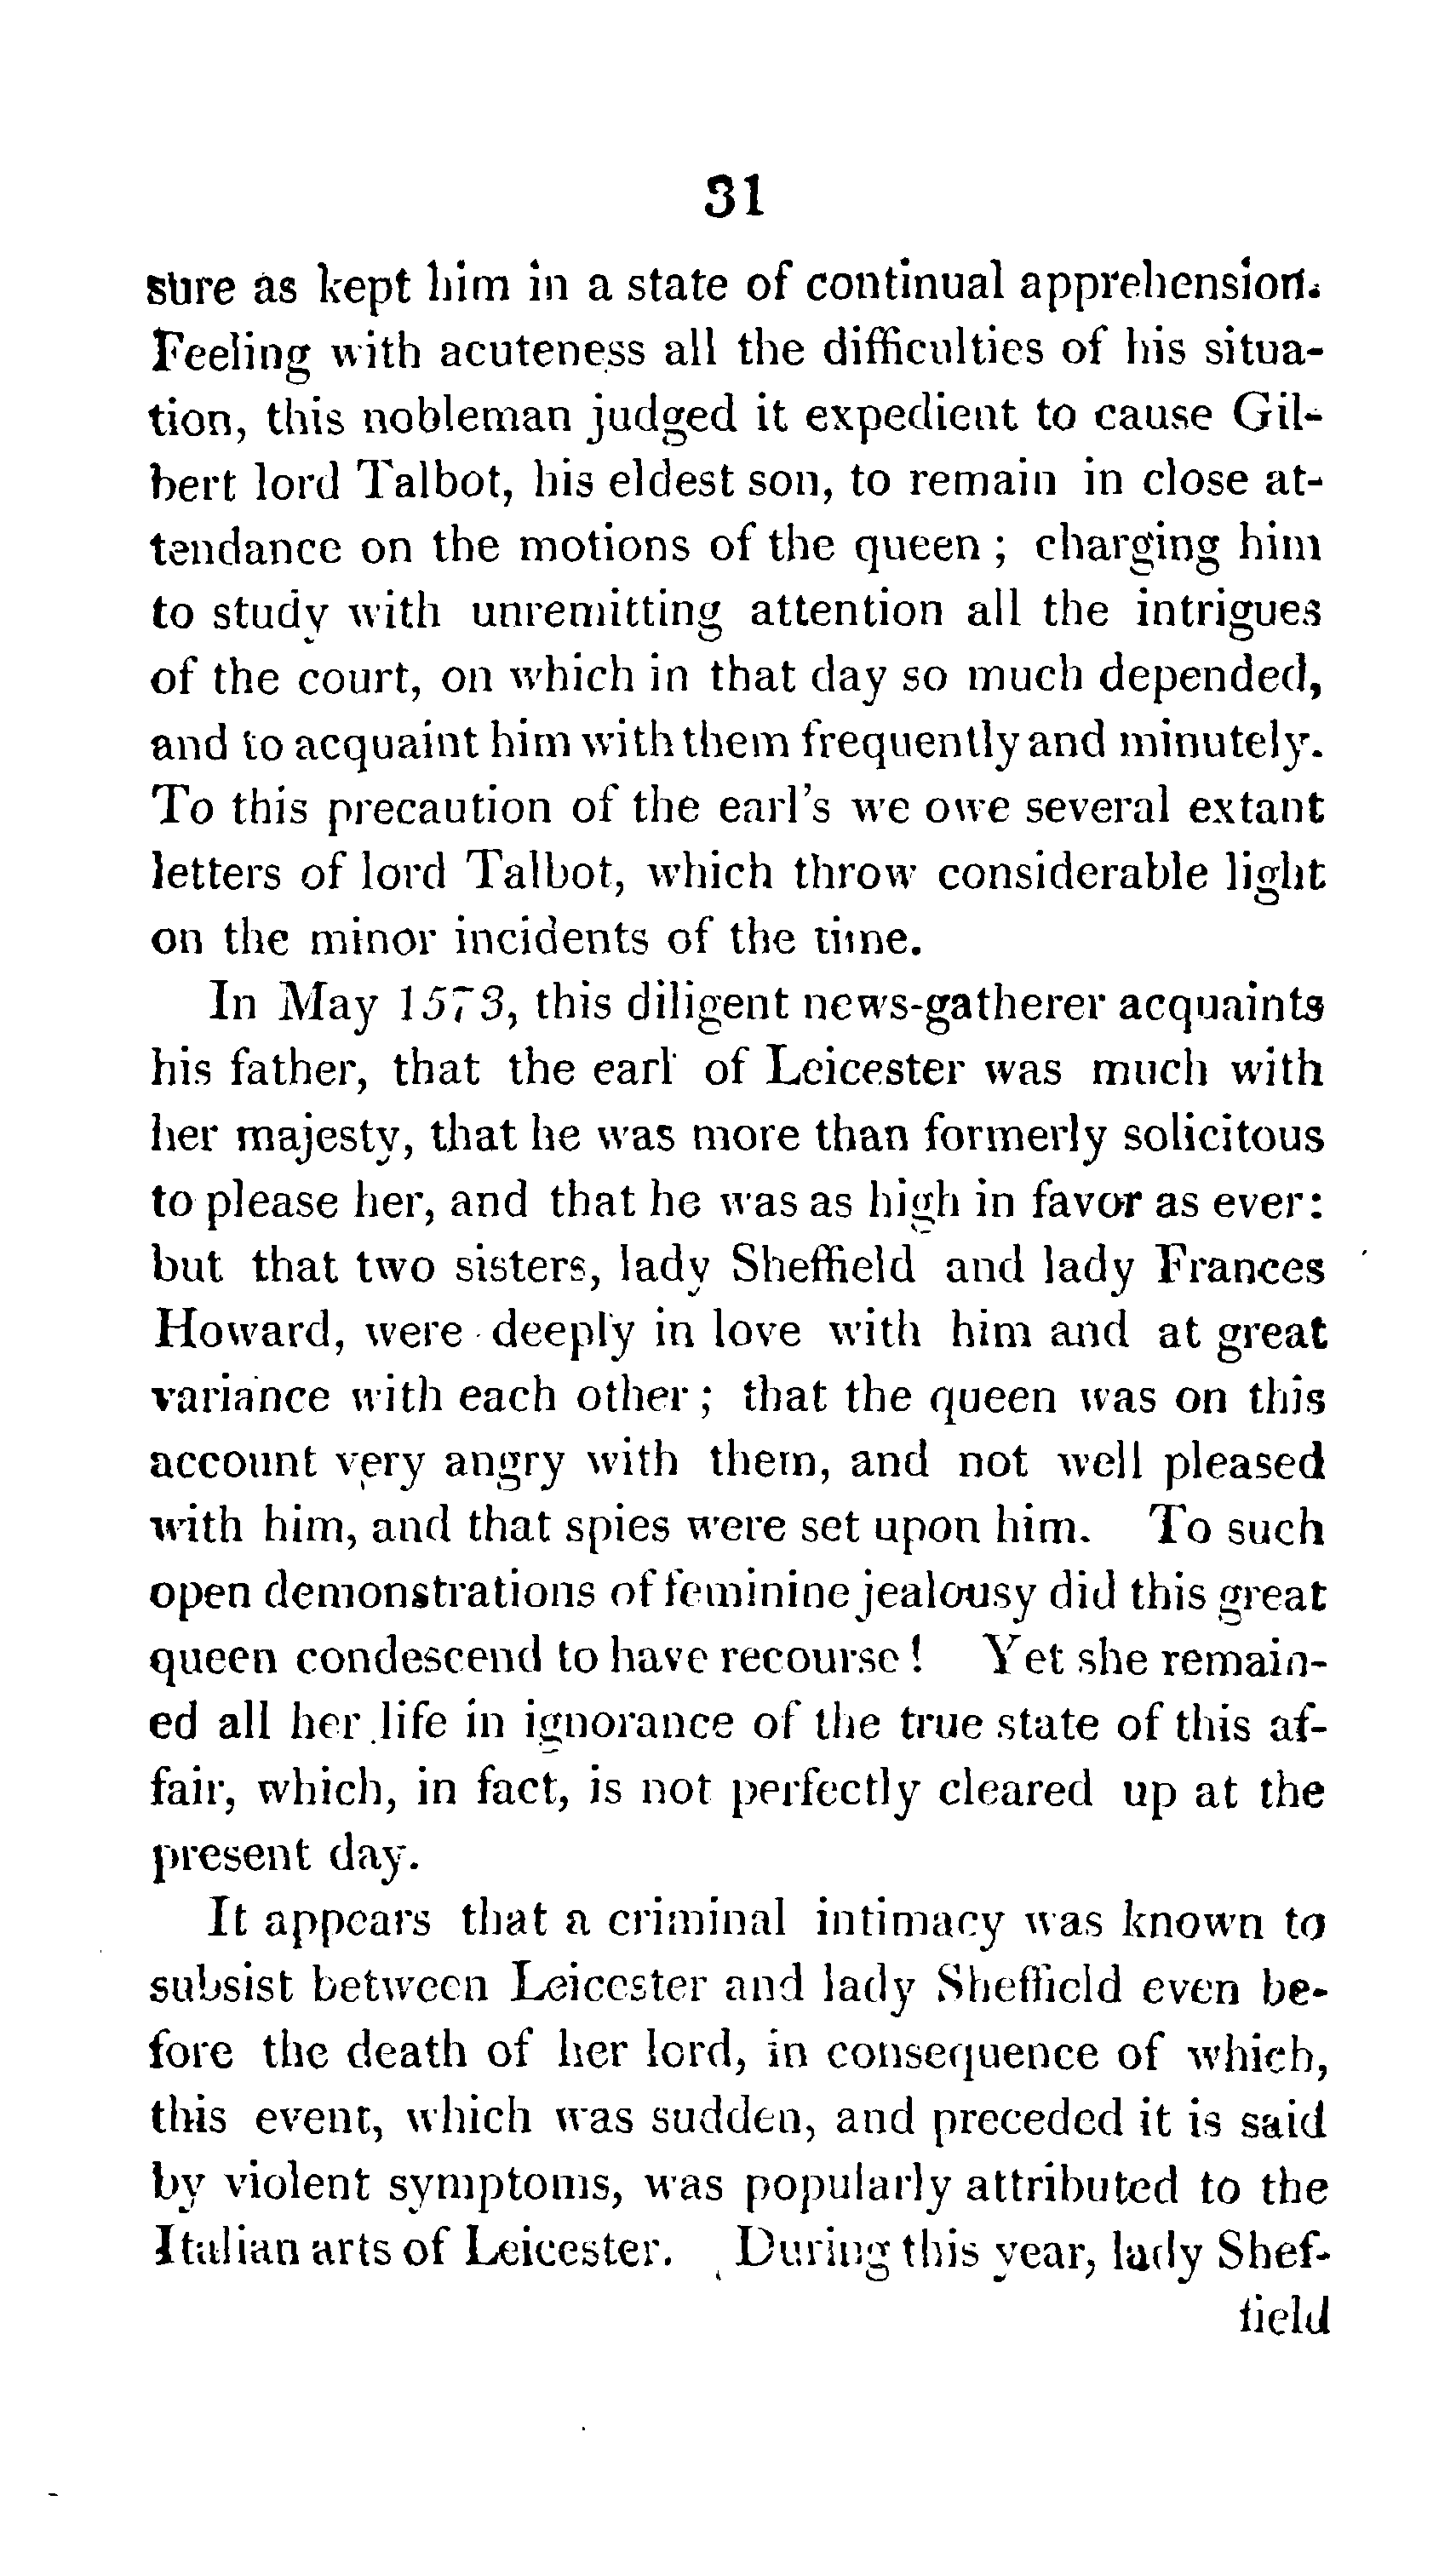 31
sure as kept him in a state of continual apprehension.
Feeling with acuteness all the difficulties of his situa-
tion, this nobleman judged it expedient to cause Gil-
bert lord Talbot, his eldest son, to remain in close at-
tendance on the motions of the queen ; charging him
to study with unremitting attention all the intrigues
of the court, on which in that day so much depended,
and to acquaint him with them frequently and minutely.
To this precaution of the earl's we owe several extant
letters of lord Talbot, which throw considerable light
on the minor incidents of the time.
In May 1573, this diligent news-gatherer acquaints
his father, that the earl of Leicester was much with
her majesty, that he was more than formerly solicitous
to please her, and that he was as high in favor as ever:
but that two sisters, lady Sheffield and lady Frances
Howard, were deeply in love with him and at great
variance with each other ; that the queen was on this
account very angry with them, and not well pleased
with him, and that spies were set upon him. To such
open demonstrations of feminine jealousy did this great
queen condescend to have recourse ! Yet she remain-
ed all her life in ignorance of the true state of this af-
fair, which, in fact, is not perfectly cleared up at the
present day.
It appears that a criminal intimacy was known to
subsist between Leicester and lady Sheffield even be-
fore the death of her lord, in consequence of which,
this event, which was sudden, and preceded it is said
by violent symptoms, was popularly attributed to the
Italian arts of Leicester. During this year, lady Shef-
field